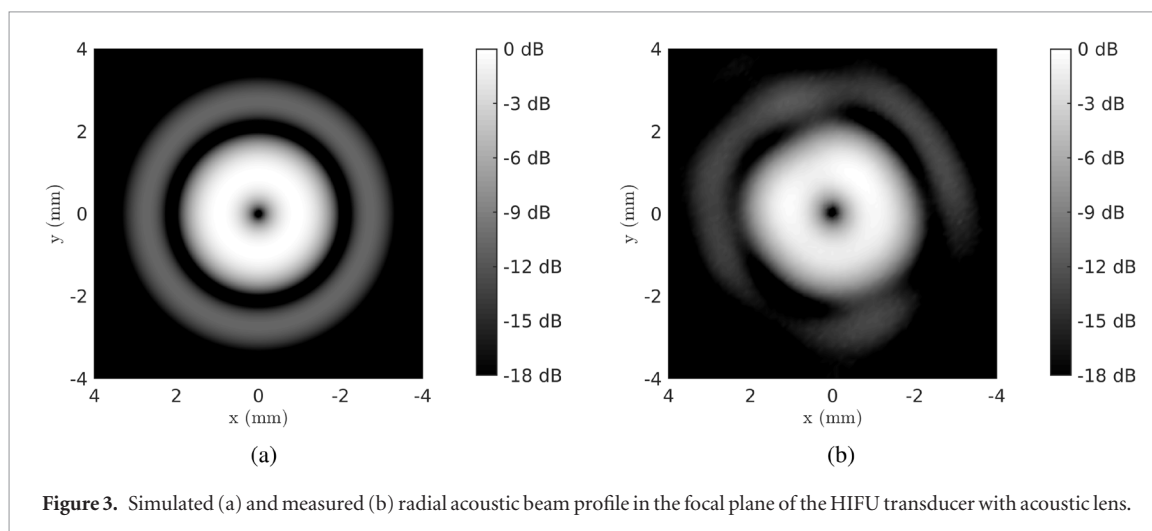 4
2
0
-2
-4
y (mm)
4 2 0 -2 -4
x (mm)
0 dB
-3 dB
-6 dB
-9 dB
-12 dB
-15 dB
-18 dB
(a)
4
2
0
-2
-4
y (mm)
4 2 0 -2 -4
x (mm)
0 dB
-3 dB
-6 dB
-9 dB
-12 dB
-15 dB
-18 dB
(b)
Figure 3. Simulated (a) and measured (b) radial acoustic beam profile in the focal plane of the HIFU transducer with acoustic lens.